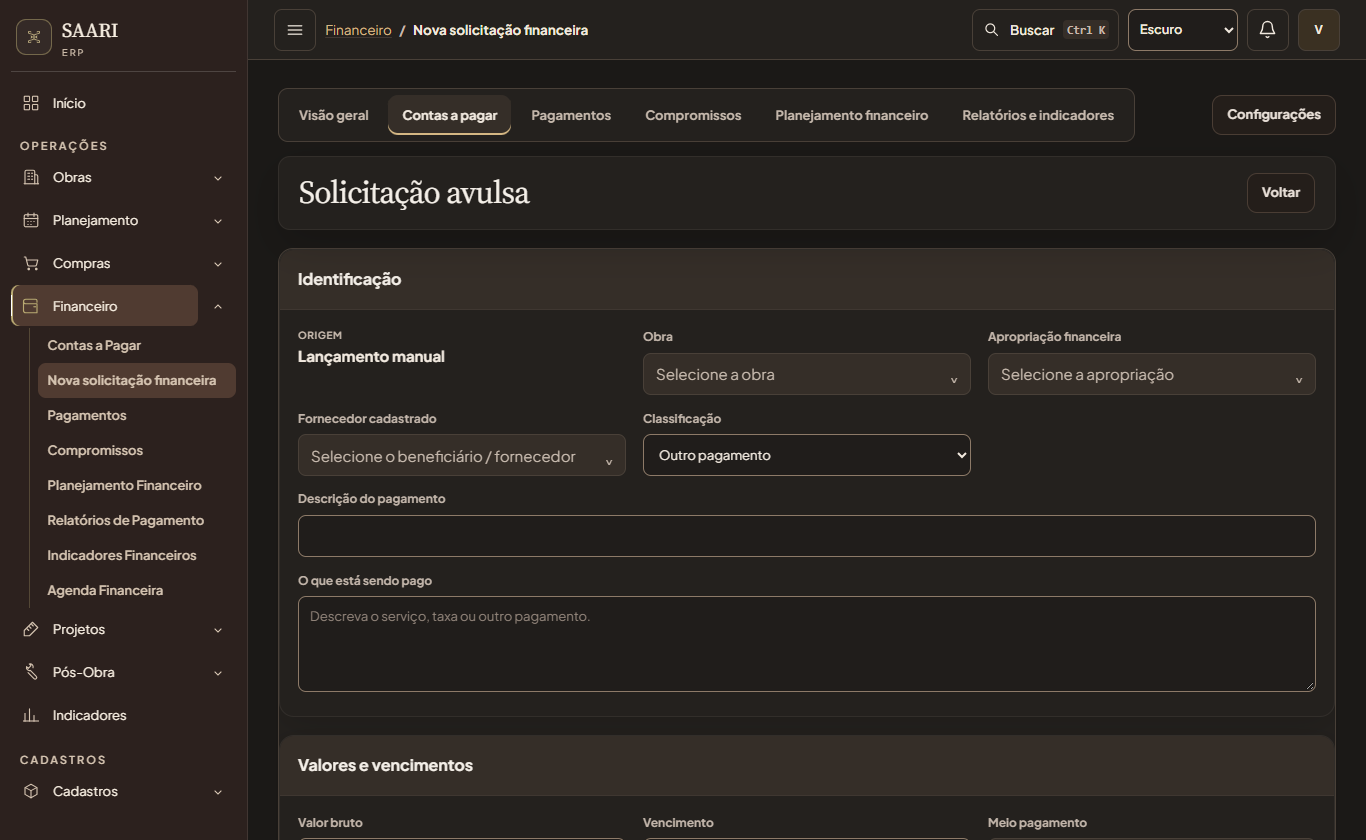 SAARI
ERP
Financeiro / Nova solicitação financeira
Buscar Ctrl K
Escuro
V
Início
OPERAÇÕES
Obras
Planejamento
Compras
Financeiro
Contas a Pagar
Nova solicitação financeira
Pagamentos
Compromissos
Planejamento Financeiro
Relatórios de Pagamento
Indicadores Financeiros
Agenda Financeira
Projetos
Pós-Obra
Indicadores
CADASTROS
Cadastros
Visão geral
Contas a pagar
Pagamentos
Compromissos
Planejamento financeiro
Relatórios e indicadores
Configurações
Solicitação avulsa
Voltar
Identificação
ORIGEM
Lançamento manual
Obra
Selecione a obra
Apropriação financeira
Selecione a apropriação
Fornecedor cadastrado
Selecione o beneficiário / fornecedor
Classificação
Outro pagamento
Descrição do pagamento
O que está sendo pago
Descreva o serviço, taxa ou outro pagamento.
Valores e vencimentos
Valor bruto
Vencimento
Meio pagamento